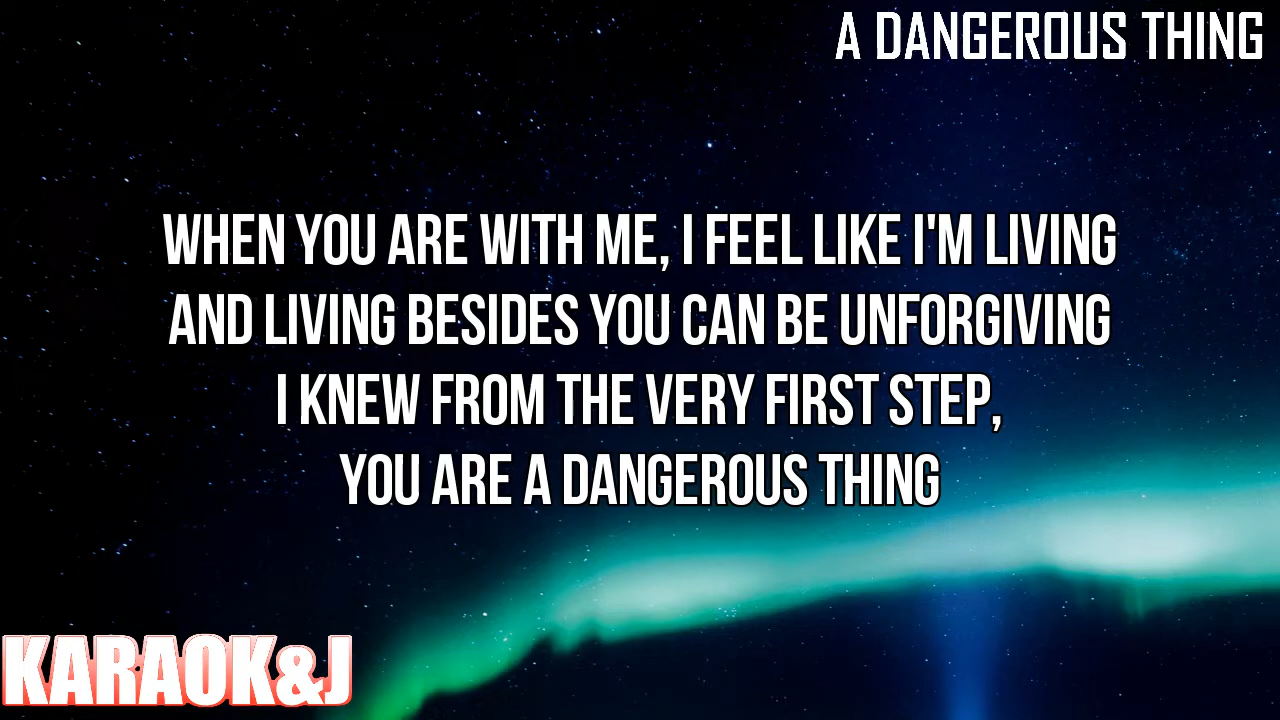 A DANGEROUS THING
WHEN YOU ARE WITH ME, I FEEL LIKE I'M LIVING
AND LIVING BESIDES YOU CAN BE UNFORGIVING
I KNEW FROM THE VERY FIRST STEP,
YOU ARE A DANGEROUS THING
KARAOK&J